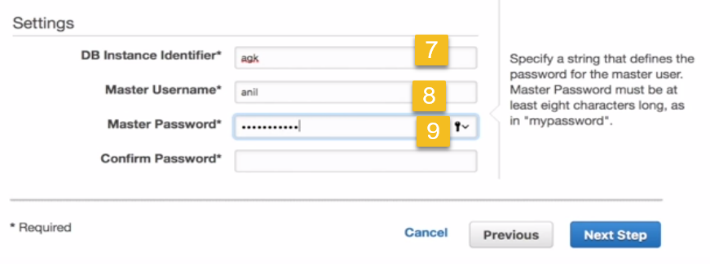 Settings
DB Instance Identifier* agk 7
Master Username* anil 8
Master Password* ••••••••••• 9
Confirm Password*
Specify a string that defines the
password for the master user.
Master Password must be at
least eight characters long, as
in "mypassword".
* Required
Cancel Previous Next Step